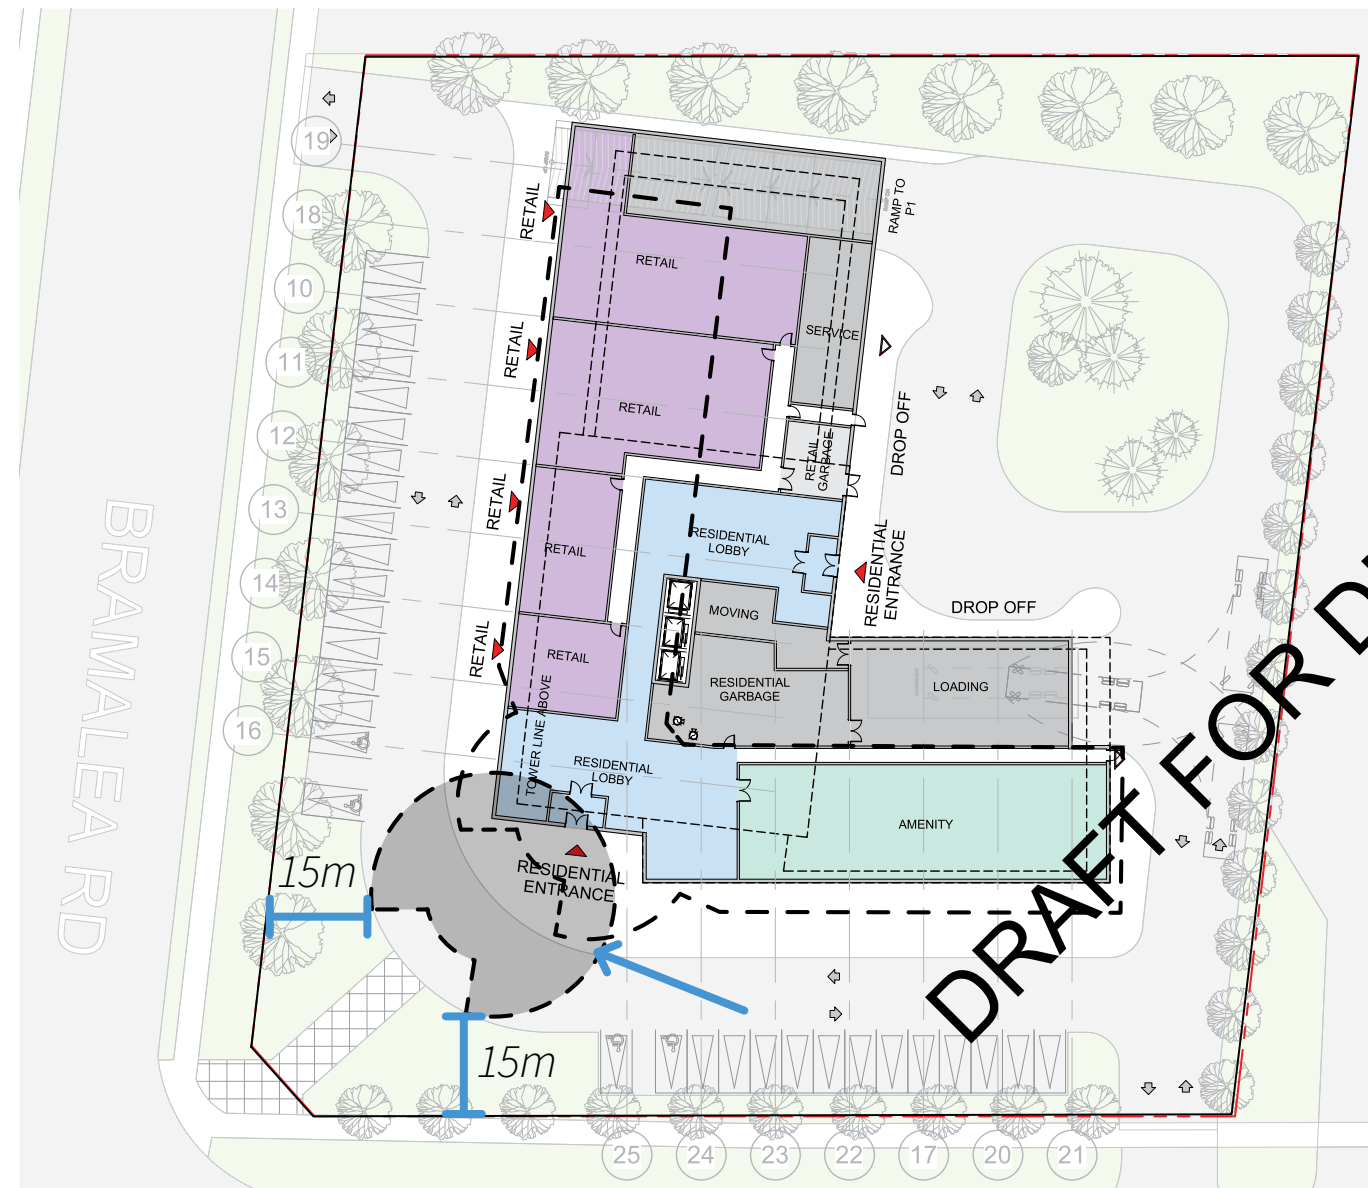 19
18
10
11
12
13
14
15
16
BRAMALEA RD
RETAIL
RETAIL
RETAIL
RETAIL
RETAIL
RETAIL
RETAIL
RETAIL
RAMP TO
P1
SERVICE
RETAIL
GARBAGE
DROP OFF
RESIDENTIAL
LOBBY
RESIDENTIAL
ENTRANCE
DROP OFF
MOVING
RESIDENTIAL
GARBAGE
LOADING
TOWER LINE ABOVE
RESIDENTIAL
LOBBY
AMENITY
RESIDENTIAL
ENTRANCE
15m
15m
DRAFT FOR
25
24
23
22
17
20
21